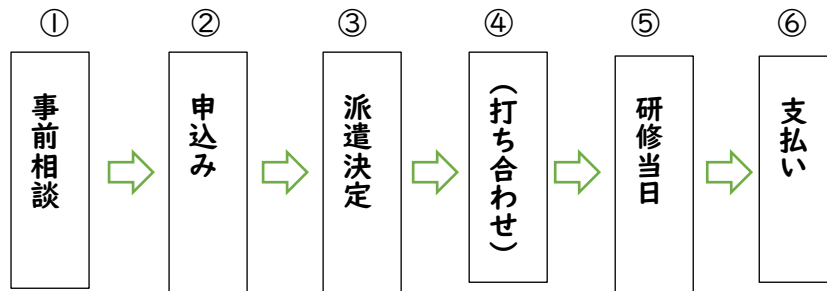 ① ② ③ ④ ⑤ ⑥
事前相談
申込み
派遣決定
（打ち合わせ）
研修当日
支払い